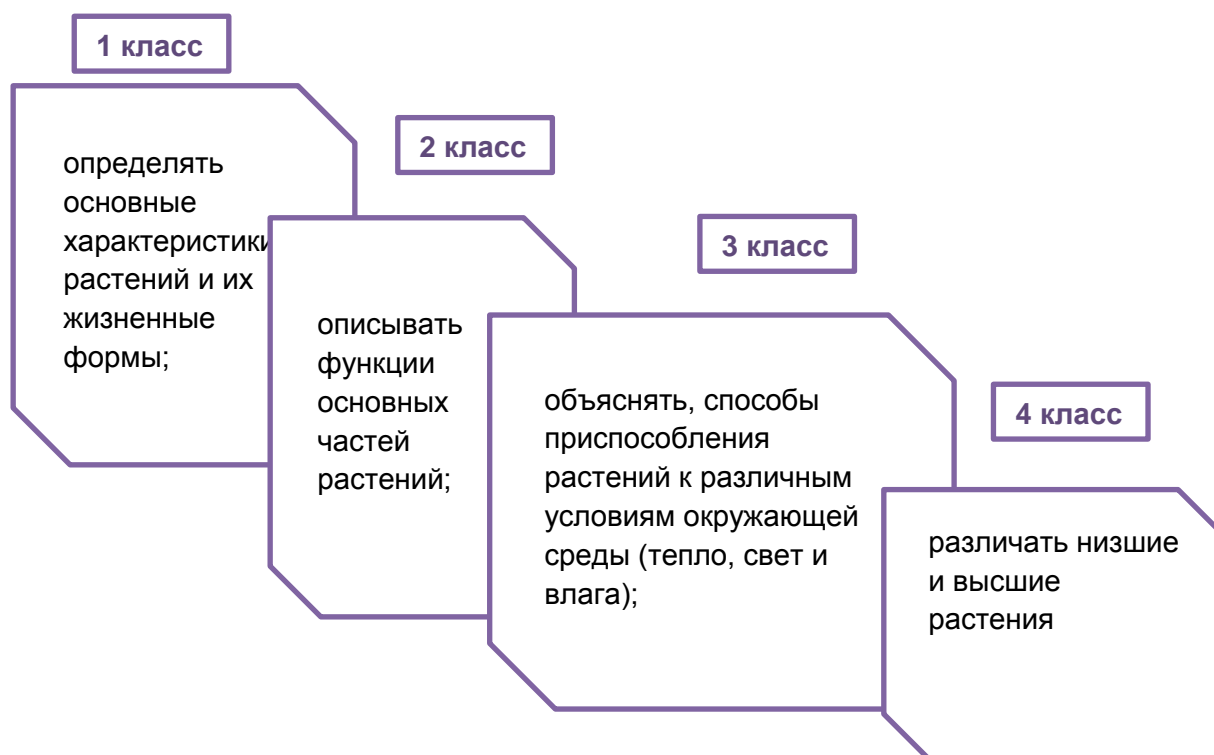 1 класс
определять
основные
характеристики
растений и их
жизненные
формы;
2 класс
описывать
функции
основных
частей
растений;
3 класс
объяснять, способы
приспособления
растений к различным
условиям окружающей
среды (тепло, свет и
влага);
4 класс
различать низшие
и высшие
растения